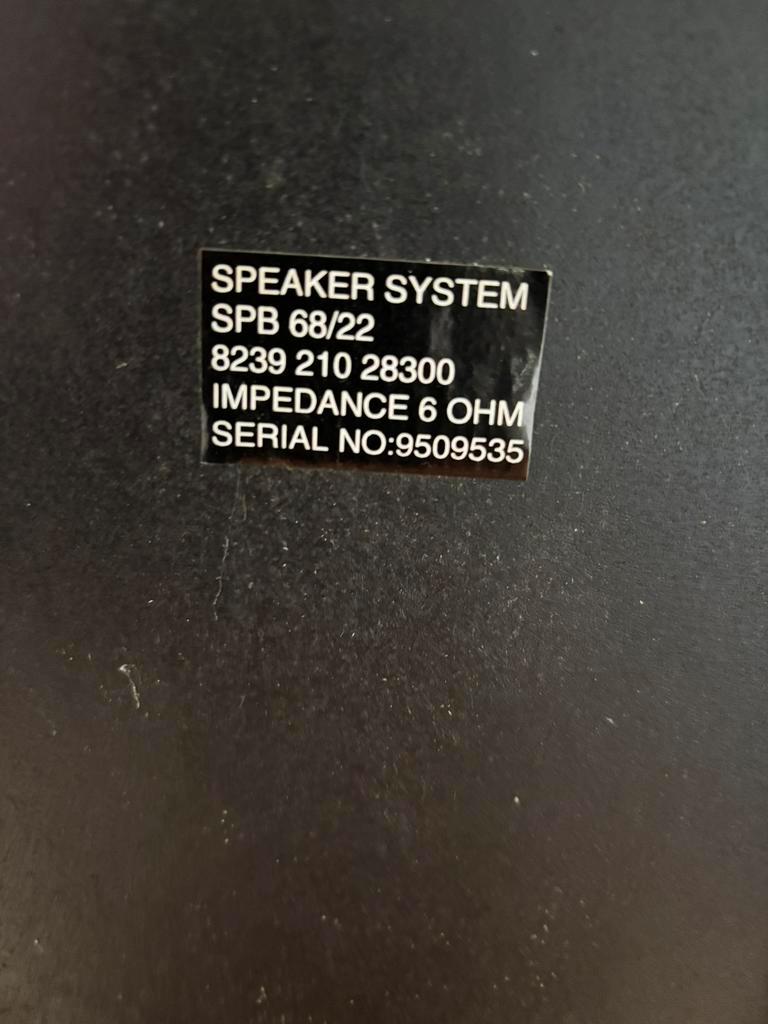 SPEAKER SYSTEM
SPB 68/22
8239 210 28300
IMPEDANCE 6 OHM
SERIAL NO:9509535